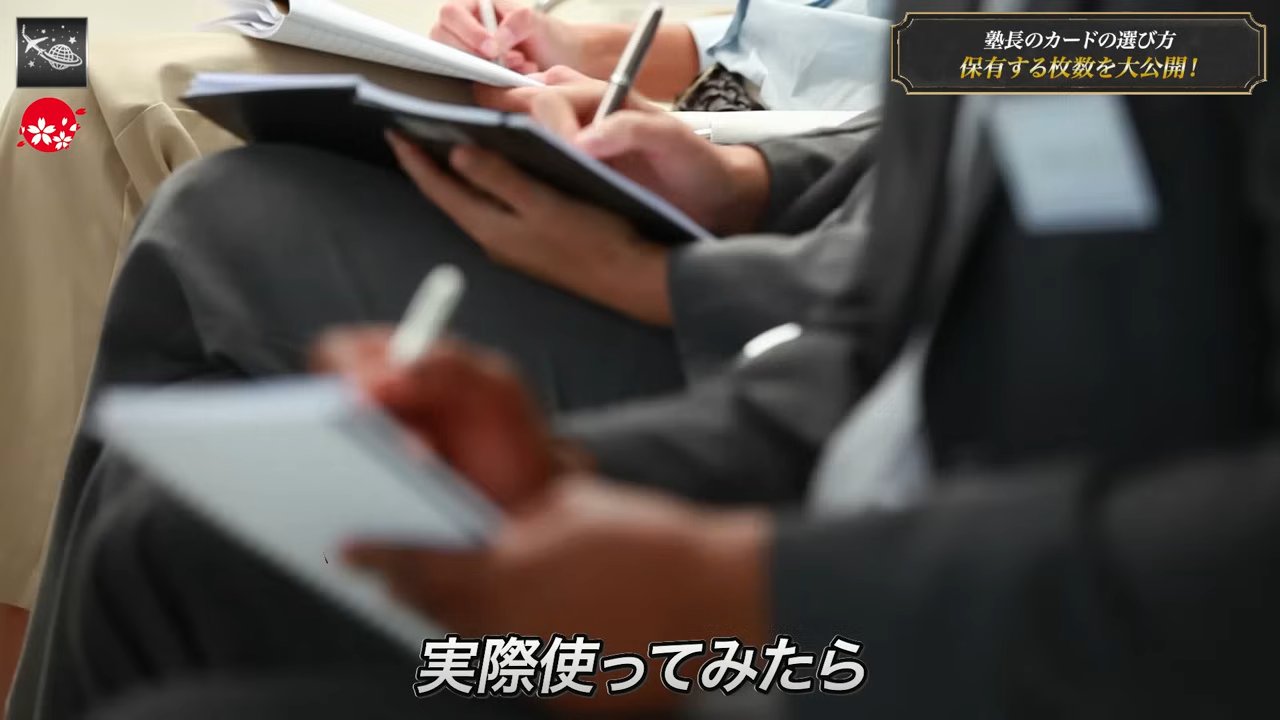 塾長のカードの選び方
保有する枚数を大公開！
実際使ってみたら